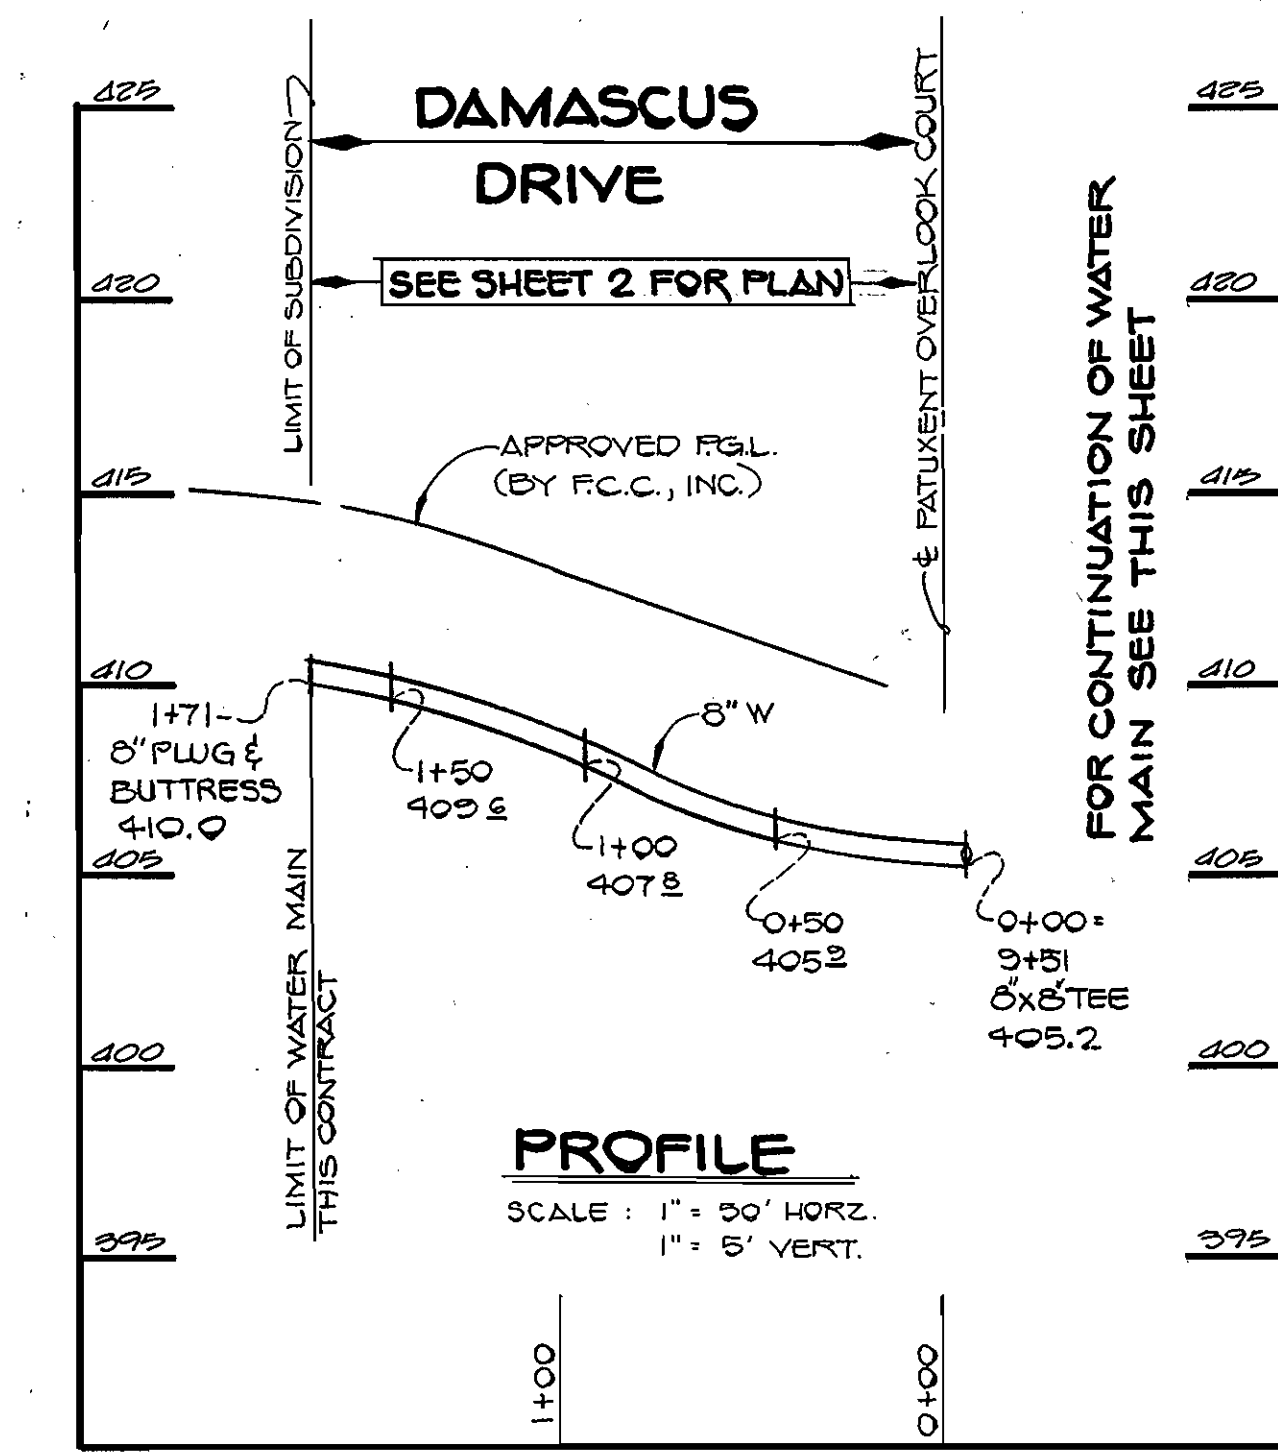 425
425
DAMASCUS
DRIVE
LIMIT OF SUBDIVISION
℄ PATUXENT OVERLOOK COURT
420
420
SEE SHEET 2 FOR PLAN
FOR CONTINUATION OF WATER
MAIN SEE THIS SHEET
APPROVED P.G.L.
(BY F.C.C., INC.)
415
415
410
410
1+71
8" PLUG &
BUTTRESS
410.0
8" W
1+50
409 6
1+00
407 8
405
405
0+50
405 9
0+00 =
9+51
8"x8" TEE
405.2
LIMIT OF WATER MAIN
THIS CONTRACT
400
400
PROFILE
SCALE : 1" = 50' HORZ.
1" = 5' VERT.
395
395
1+00
0+00